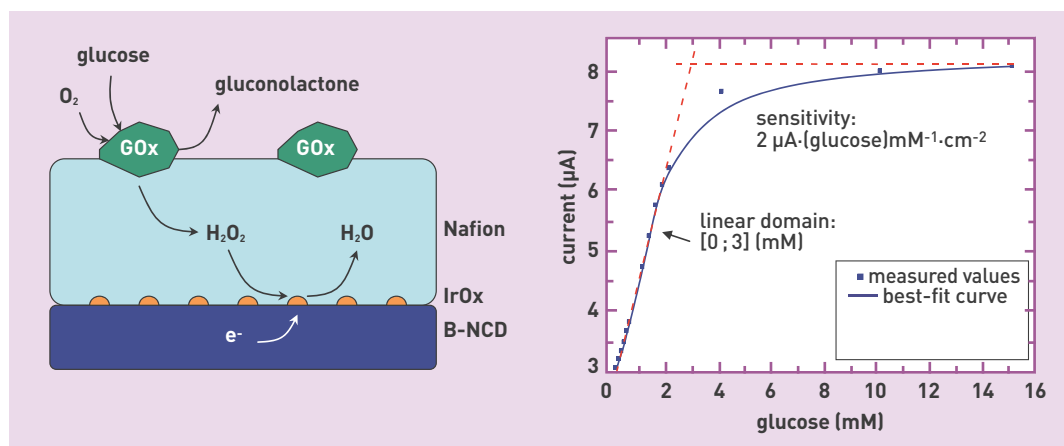 glucose
O₂
gluconolactone
GOx
GOx
H₂O₂
H₂O
Nafion
IrOx
B-NCD
e⁻
current (µA)
8
7
6
5
4
3
sensitivity:
2 µA·(glucose)mM⁻¹·cm⁻²
linear domain:
[0 ; 3] (mM)
measured values
best-fit curve
0 2 4 6 8 10 12 14 16
glucose (mM)